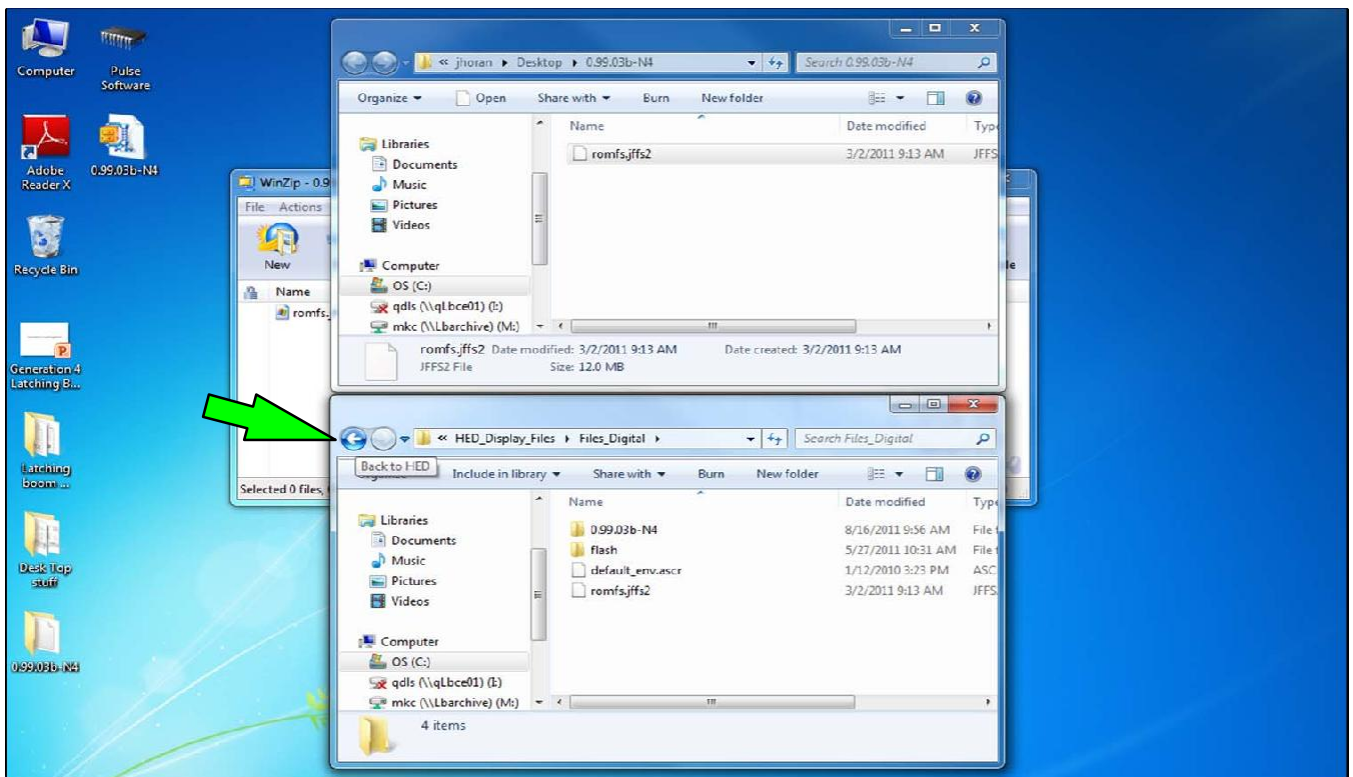 Computer
Pulse
Software
Adobe
Reader X
0.99.03b-N4
Recycle Bin
Generation 4
Latching B...
Latching
boom ...
Desk Top
stuff
0.99.03b-N4
WinZip - 0.9
File Actions
New
Name
romfs.
Selected 0 files,
le
« jhoran ▸ Desktop ▸ 0.99.03b-N4
Search 0.99.03b-N4
Organize Open Share with Burn New folder
Name Date modified Type
Libraries
Documents
Music
Pictures
Videos
Computer
OS (C:)
qdls (\\qLbce01) (I:)
mkc (\\Lbarchive) (M:)
romfs.jffs2 3/2/2011 9:13 AM JFFS
romfs.jffs2 Date modified: 3/2/2011 9:13 AM Date created: 3/2/2011 9:13 AM
JFFS2 File Size: 12.0 MB
« HED_Display_Files ▸ Files_Digital ▸
Search Files_Digital
Back to HED
Include in library Share with Burn New folder
Name Date modified Type
Libraries
Documents
Music
Pictures
Videos
Computer
OS (C:)
qdls (\\qLbce01) (I:)
mkc (\\Lbarchive) (M:)
0.99.03b-N4 8/16/2011 9:56 AM File f
flash 5/27/2011 10:31 AM File f
default_env.ascr 1/12/2010 3:23 PM ASC
romfs.jffs2 3/2/2011 9:13 AM JFFS
4 items